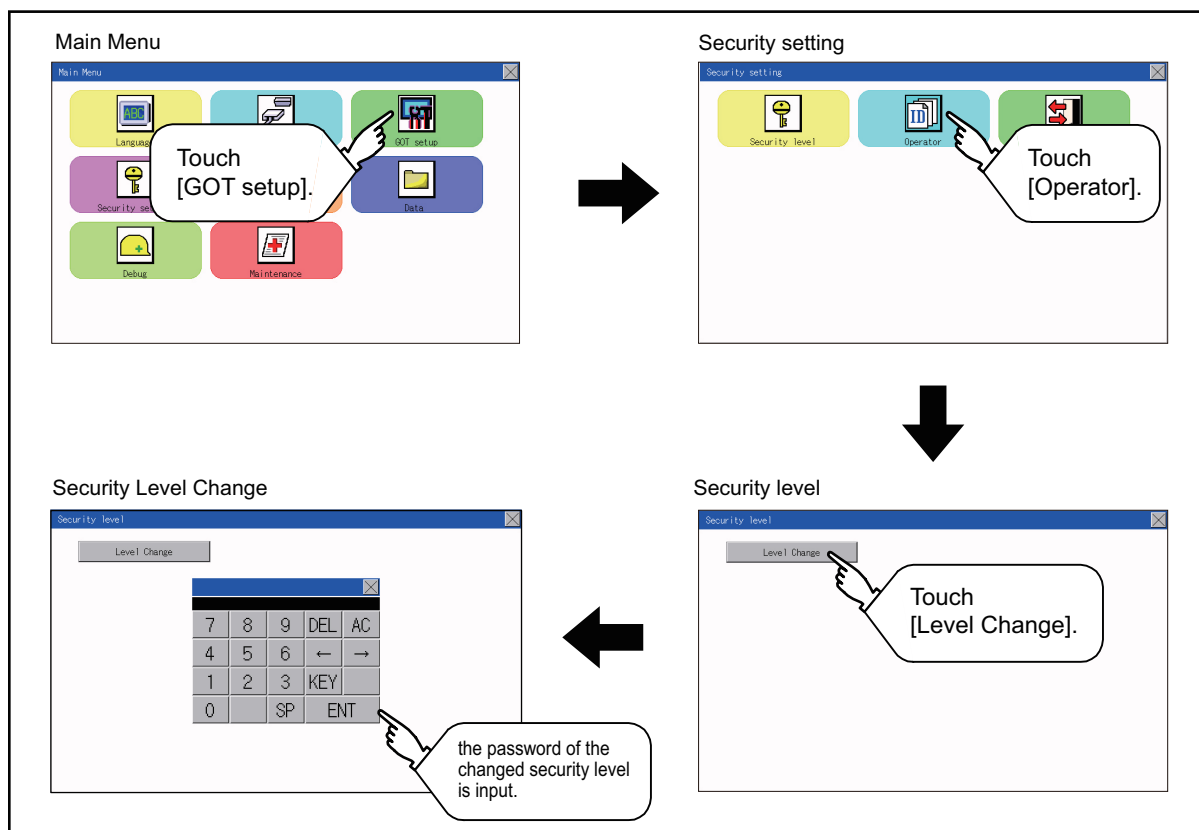 Main Menu
Main Menu
ABC
GOT setup
Security se
Data
Debug
Maintenance
Touch
[GOT setup].
Security setting
Security setting
Security level
ID
Operator
Touch
[Operator].
Security level
Security level
Level Change
Touch
[Level Change].
Security Level Change
Security level
Level Change
7 8 9 DEL AC
4 5 6 ← →
1 2 3 KEY
0 SP ENT
the password of the
changed security level
is input.